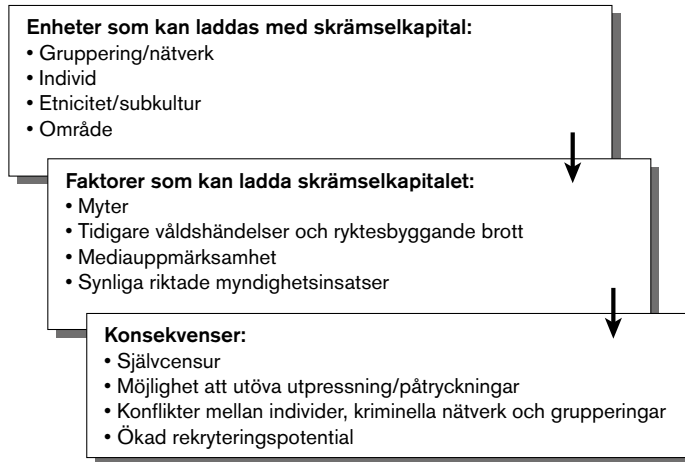 Enheter som kan laddas med skrämselkapital:
• Gruppering/nätverk
• Individ
• Etnicitet/subkultur
• Område
Faktorer som kan ladda skrämselkapitalet:
• Myter
• Tidigare våldshändelser och ryktesbyggande brott
• Mediauppmärksamhet
• Synliga riktade myndighetsinsatser
Konsekvenser:
• Självcensur
• Möjlighet att utöva utpressning/påtryckningar
• Konflikter mellan individer, kriminella nätverk och grupperingar
• Ökad rekryteringspotential